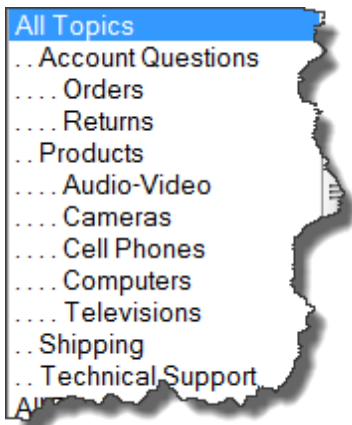 All Topics
. . Account Questions
. . . . Orders
. . . . Returns
. . Products
. . . . Audio-Video
. . . . Cameras
. . . . Cell Phones
. . . . Computers
. . . . Televisions
. . Shipping
. . Technical Support